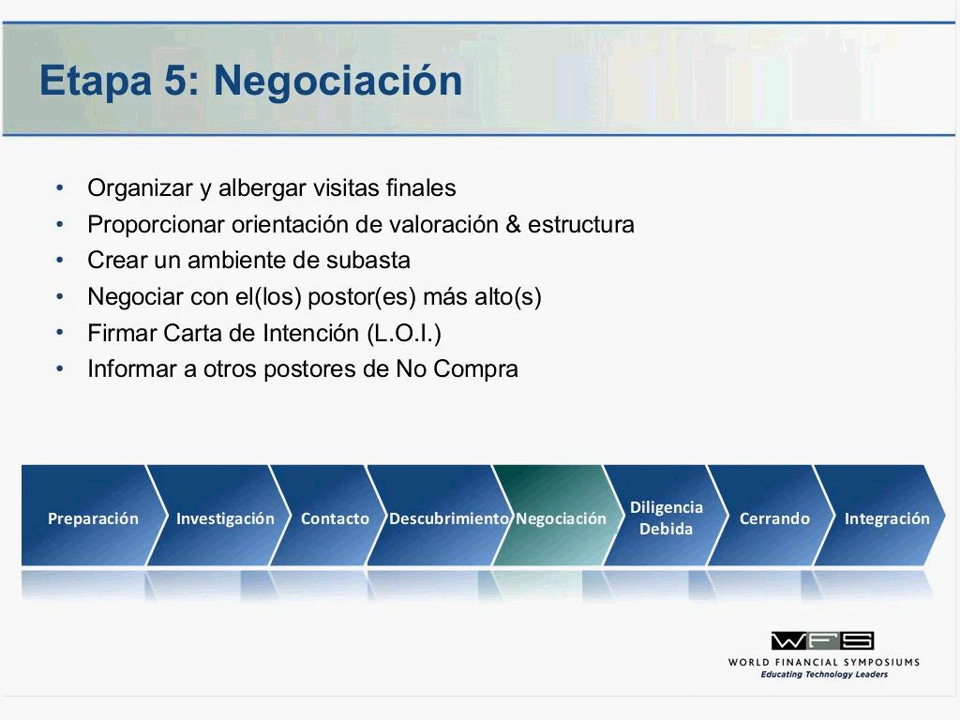 Etapa 5: Negociación
• Organizar y albergar visitas finales
• Proporcionar orientación de valoración & estructura
• Crear un ambiente de subasta
• Negociar con el(los) postor(es) más alto(s)
• Firmar Carta de Intención (L.O.I.)
• Informar a otros postores de No Compra
Preparación
Investigación
Contacto
Descubrimiento
Negociación
Diligencia
Debida
Cerrando
Integración
WFS
WORLD FINANCIAL SYMPOSIUMS
Educating Technology Leaders